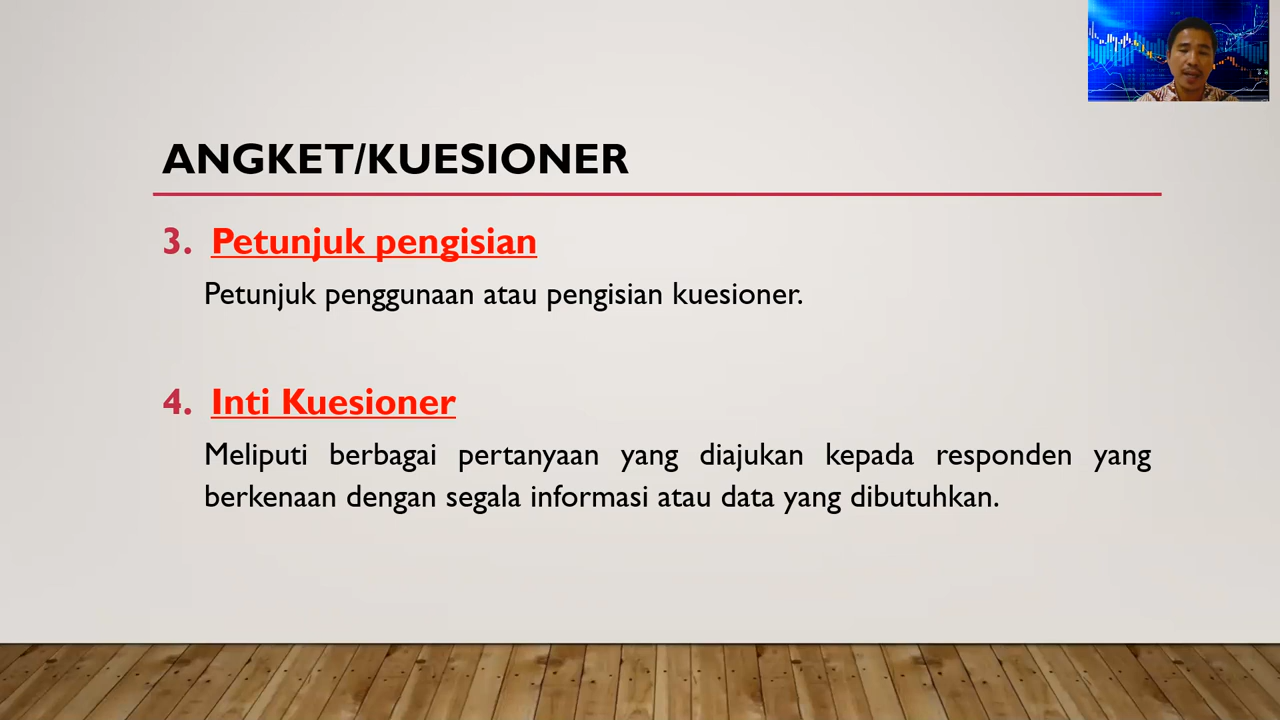 ANGKET/KUESIONER
3. Petunjuk pengisian
Petunjuk penggunaan atau pengisian kuesioner.
4. Inti Kuesioner
Meliputi berbagai pertanyaan yang diajukan kepada responden yang
berkenaan dengan segala informasi atau data yang dibutuhkan.